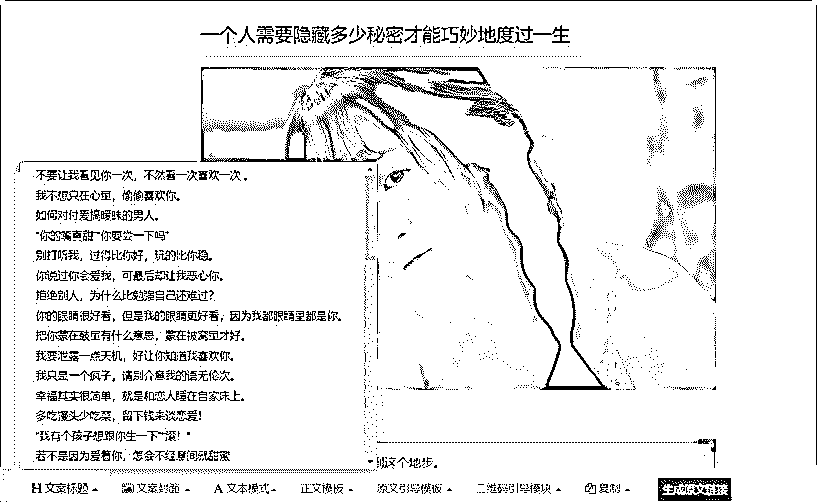 一个人需要隐藏多少秘密才能巧妙地度过一生
不要让我看见你一次，不然看一次喜欢一次。
我不想只在心里，偷偷喜欢你。
如何对付爱搞暧昧的男人。
“你的嘴真甜”“你要尝一下吗”
别打听我，过得比你好，玩的比你稳。
你说过你会爱我，可最后却让我恶心你。
拒绝别人，为什么比勉强自己还难过？
你的眼睛很好看，但是我的眼睛更好看，因为我都眼睛里都是你。
把你蒙在鼓里有什么意思，蒙在被窝里才好。
我要泄露一点天机，好让你知道我喜欢你。
我只是一个疯子，请别介意我的语无伦次。
幸福其实很简单，就是和恋人睡在自家床上。
多吃馒头少吃菜，留下钱来谈恋爱！
“我有个孩子想跟你生一下”“滚！”
若不是因为爱着你，怎会不经意间就甜蜜
到这个地步。
H 文案标题 文案封面 A 文本模式 正文模板 原文引导模板 二维码引导模块 复制 生成原文链接